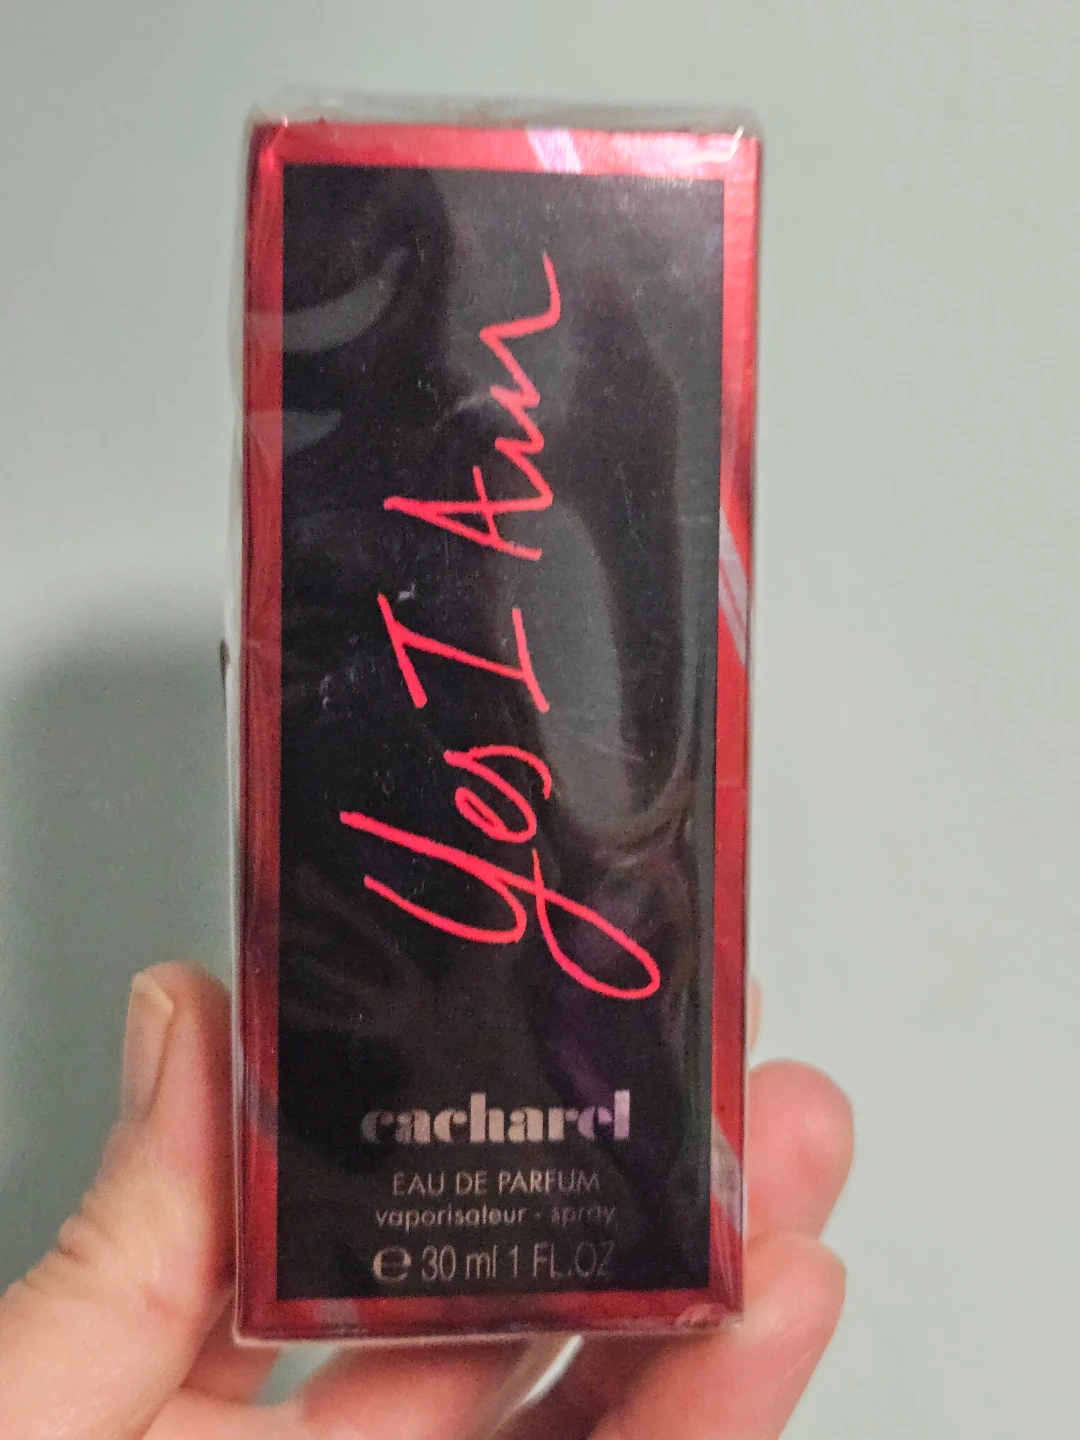 Yes I Am
cacharel
EAU DE PARFUM
vaporisateur - spray
e 30 ml 1 FL.OZ